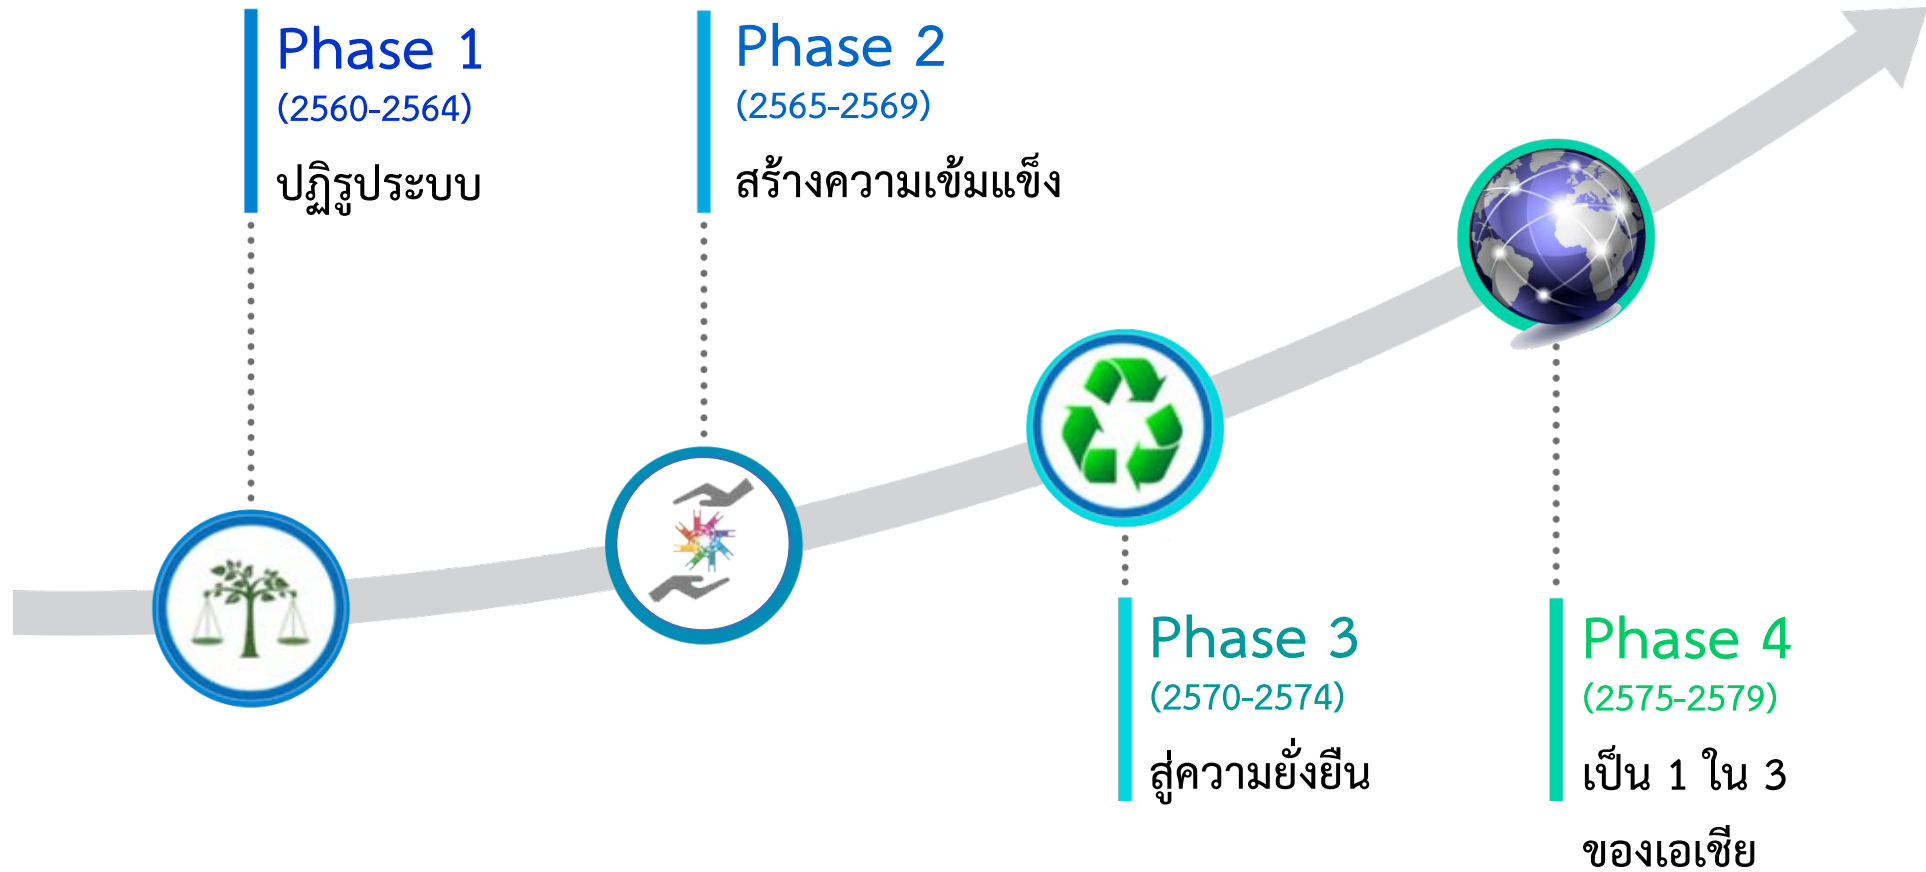 Phase 1
(2560-2564)
ปฏิรูประบบ
Phase 2
(2565-2569)
สร้างความเข้มแข็ง
Phase 3
(2570-2574)
สู่ความยั่งยืน
Phase 4
(2575-2579)
เป็น 1 ใน 3
ของเอเชีย